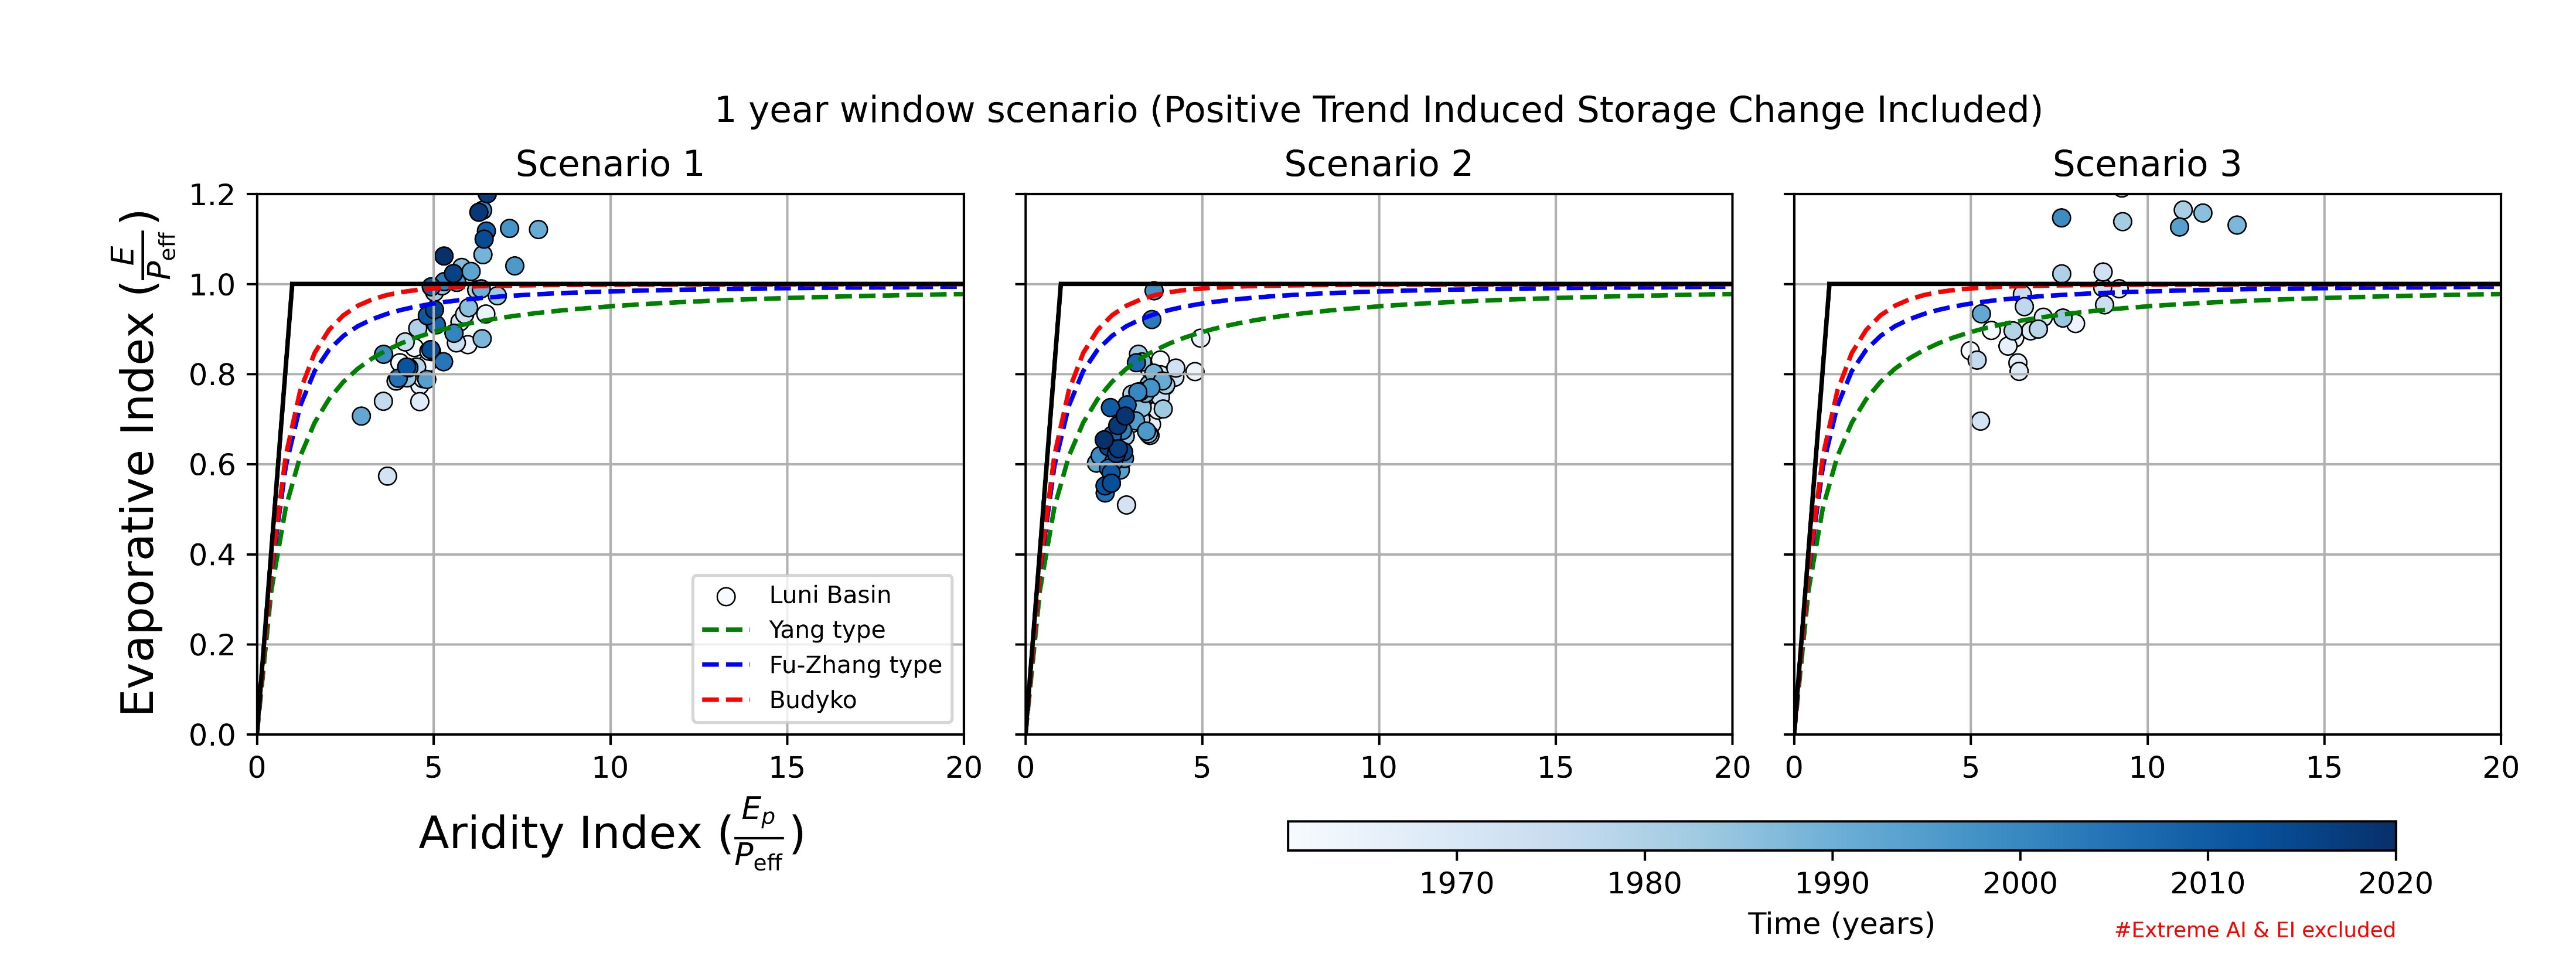 1 year window scenario (Positive Trend Induced Storage Change Included)
Scenario 1
Scenario 2
Scenario 3
Evaporative Index (E/P_eff)
1.2
1.0
0.8
0.6
0.4
0.2
0.0
Luni Basin
Yang type
Fu-Zhang type
Budyko
0 5 10 15 20
0 5 10 15 20
0 5 10 15 20
Aridity Index (E_p/P_eff)
1970 1980 1990 2000 2010 2020
Time (years)
#Extreme AI & EI excluded